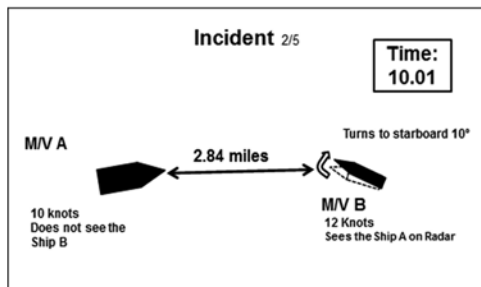 Incident 2/5
Time:
10.01
Turns to starboard 10°
M/V A
2.84 miles
M/V B
10 knots
Does not see the
Ship B
12 Knots
Sees the Ship A on Radar